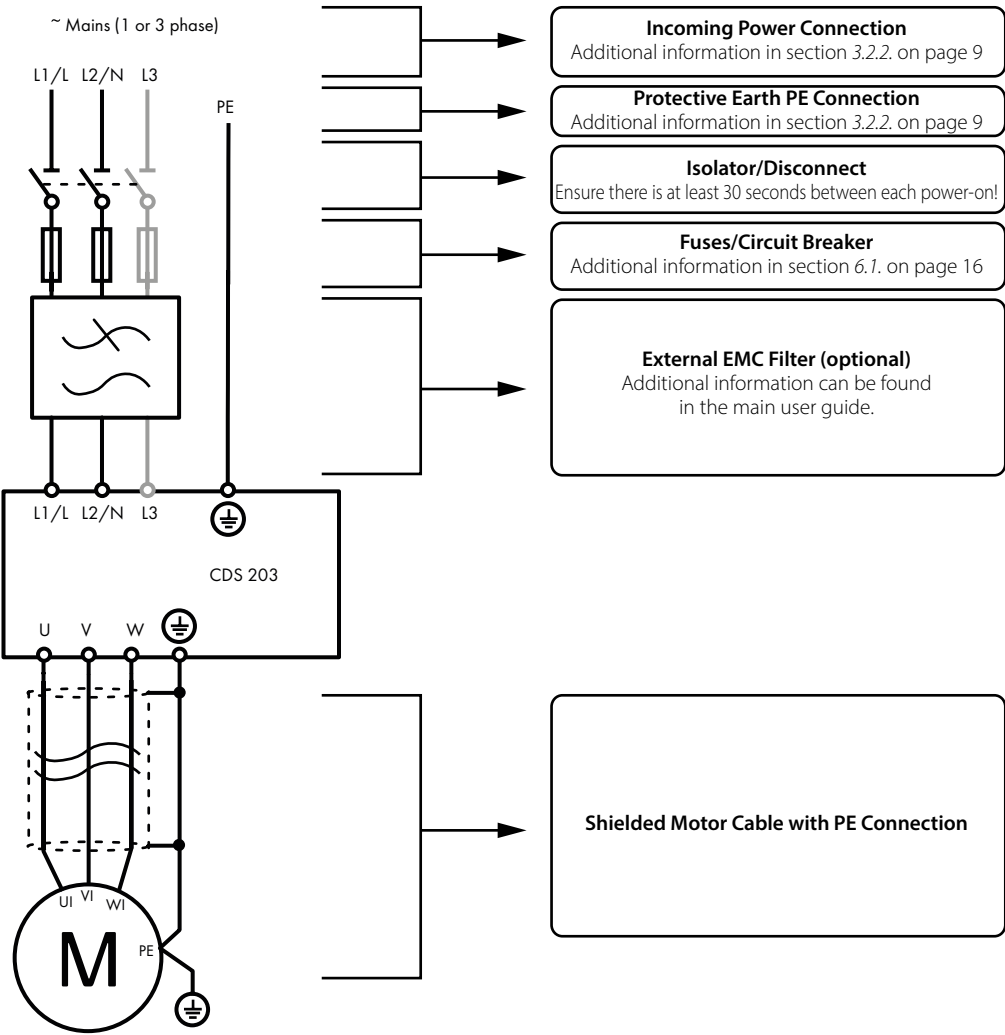 ~ Mains (1 or 3 phase)
L1/L L2/N L3
PE
Incoming Power Connection
Additional information in section 3.2.2. on page 9
Protective Earth PE Connection
Additional information in section 3.2.2. on page 9
Isolator/Disconnect
Ensure there is at least 30 seconds between each power-on!
Fuses/Circuit Breaker
Additional information in section 6.1. on page 16
External EMC Filter (optional)
Additional information can be found
in the main user guide.
L1/L L2/N L3
CDS 203
U V W
Shielded Motor Cable with PE Connection
UI VI WI
M
PE